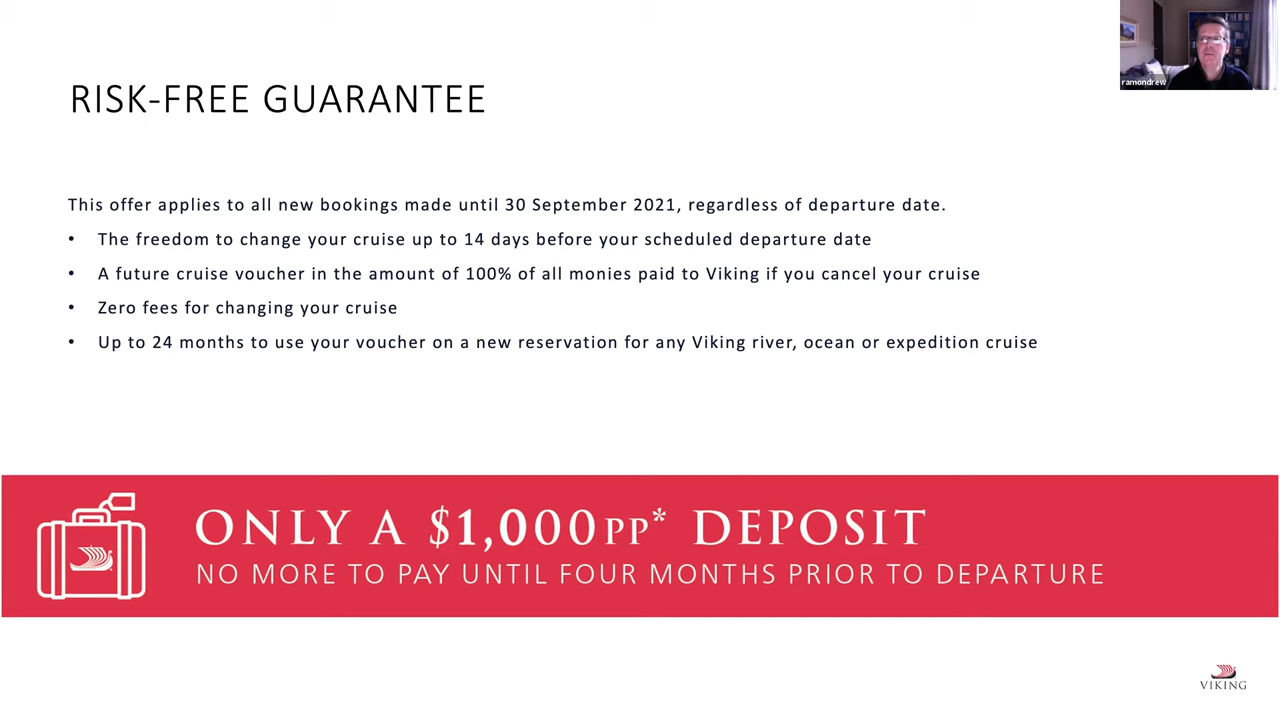 ramondrew
RISK-FREE GUARANTEE
This offer applies to all new bookings made until 30 September 2021, regardless of departure date.
• The freedom to change your cruise up to 14 days before your scheduled departure date
• A future cruise voucher in the amount of 100% of all monies paid to Viking if you cancel your cruise
• Zero fees for changing your cruise
• Up to 24 months to use your voucher on a new reservation for any Viking river, ocean or expedition cruise
ONLY A $1,000PP* DEPOSIT
NO MORE TO PAY UNTIL FOUR MONTHS PRIOR TO DEPARTURE
VIKING